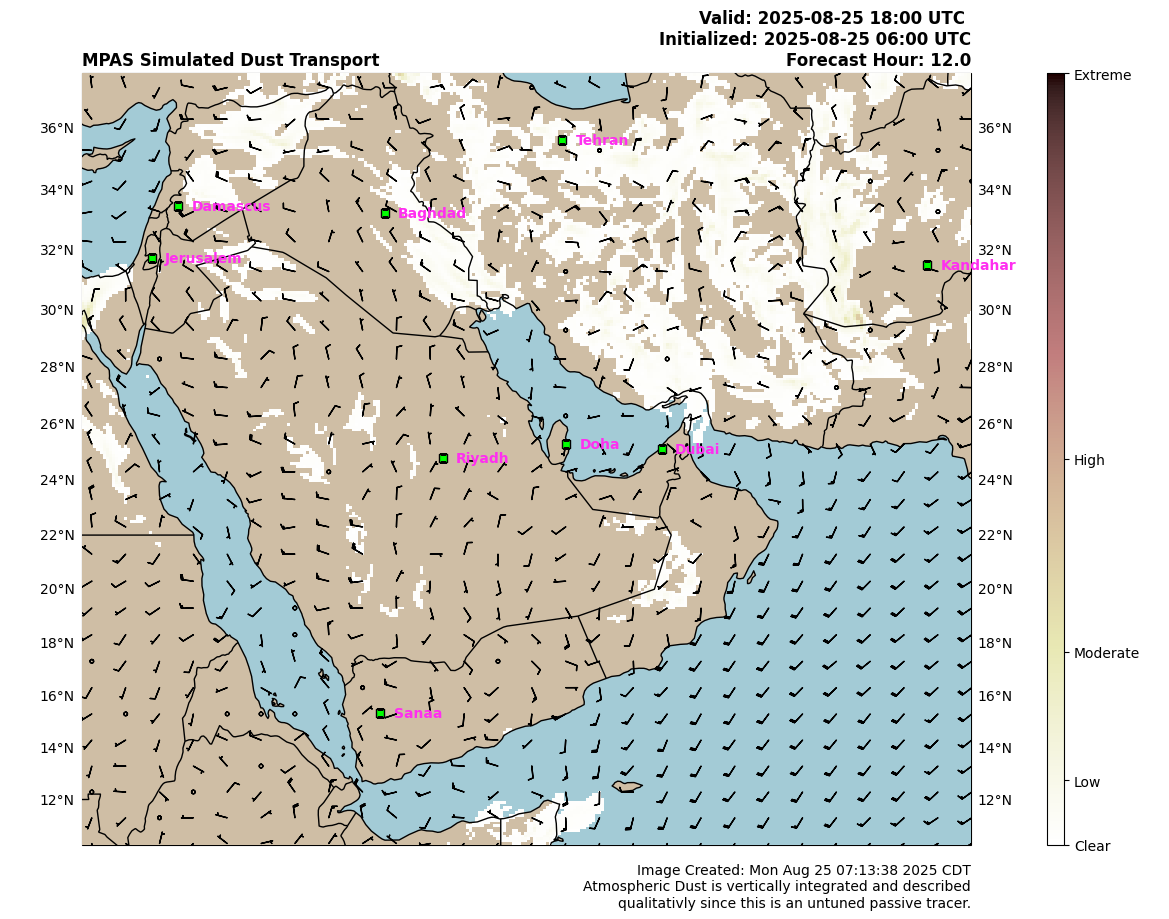 Valid: 2025-08-25 18:00 UTC
Initialized: 2025-08-25 06:00 UTC
MPAS Simulated Dust Transport Forecast Hour: 12.0
Extreme
36°N 36°N
Tehran
34°N 34°N
Damascus
Baghdad
32°N 32°N
Jerusalem
Kandahar
30°N 30°N
28°N 28°N
26°N 26°N
Doha
Dubai
Riyadh
High
24°N 24°N
22°N 22°N
20°N 20°N
18°N 18°N
Moderate
16°N 16°N
Sanaa
14°N 14°N
Low
12°N 12°N
Clear
Image Created: Mon Aug 25 07:13:38 2025 CDT
Atmospheric Dust is vertically integrated and described
qualitativly since this is an untuned passive tracer.